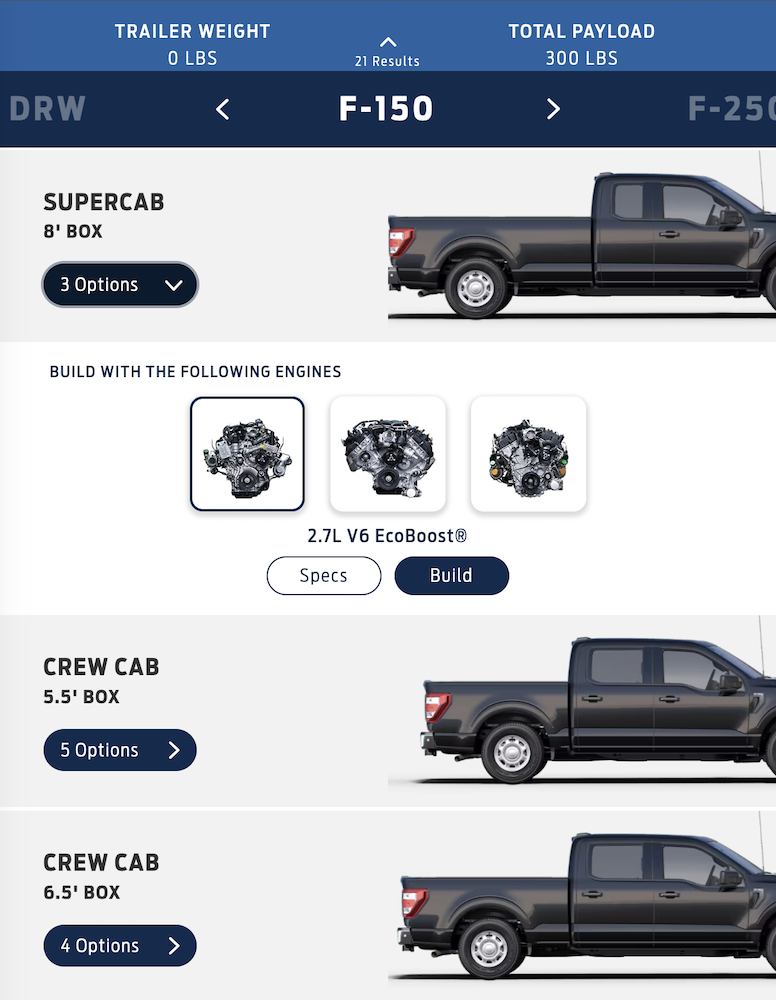 TRAILER WEIGHT
0 LBS
21 Results
TOTAL PAYLOAD
300 LBS
DRW
F-150
F-250
SUPERCAB
8' BOX
3 Options
BUILD WITH THE FOLLOWING ENGINES
2.7L V6 EcoBoost®
Specs
Build
CREW CAB
5.5' BOX
5 Options
CREW CAB
6.5' BOX
4 Options